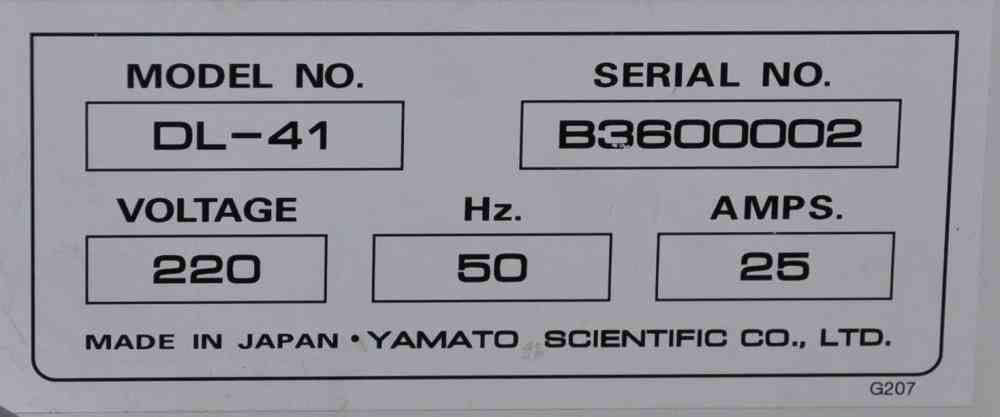 MODEL NO. SERIAL NO.
DL-41 B3600002
VOLTAGE Hz. AMPS.
220 50 25
MADE IN JAPAN • YAMATO SCIENTIFIC CO., LTD.
G207